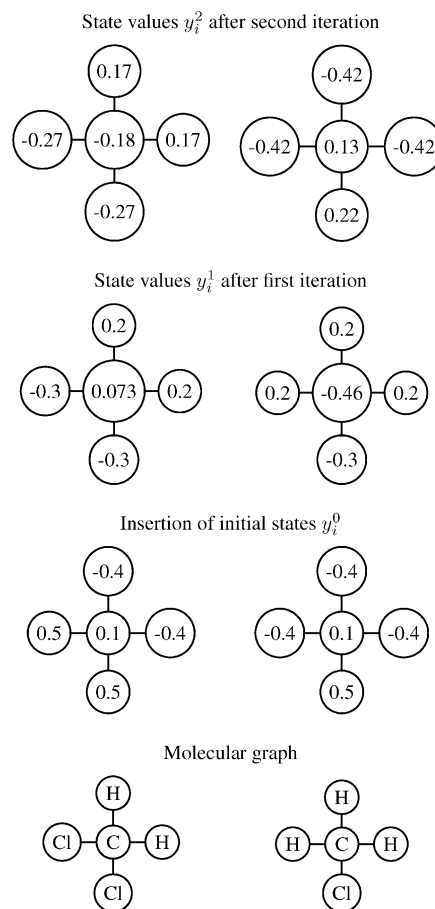 State values y_i^2 after second iteration
0.17 -0.42
-0.27 -0.18 0.17 -0.42 0.13 -0.42
-0.27 0.22
State values y_i^1 after first iteration
0.2 0.2
-0.3 0.073 0.2 0.2 -0.46 0.2
-0.3 -0.3
Insertion of initial states y_i^0
-0.4 -0.4
0.5 0.1 -0.4 -0.4 0.1 -0.4
0.5 0.5
Molecular graph
H H
Cl C H H C H
Cl Cl